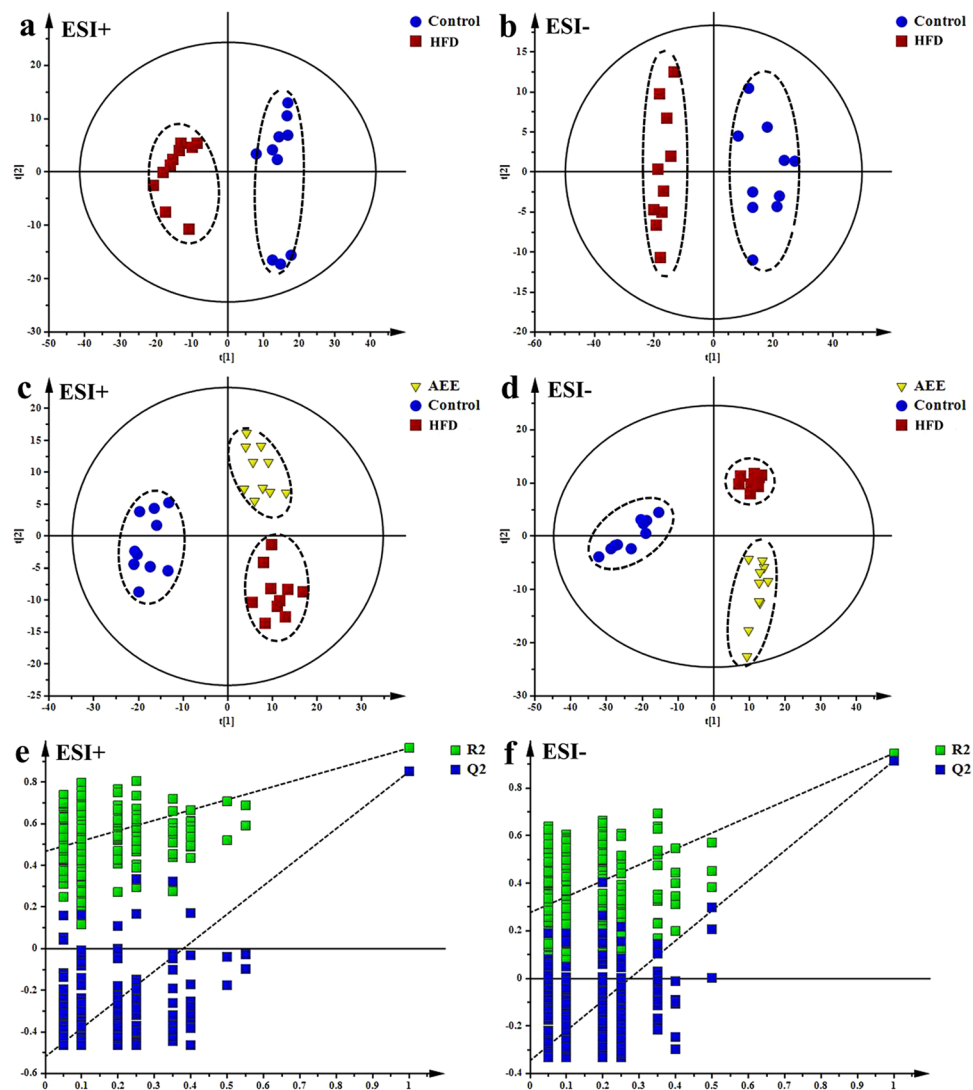 a ESI+
Control
HFD
t[2]
20
10
0
-10
-20
-30
-50 -40 -30 -20 -10 0 10 20 30 40
t[1]
b ESI-
Control
HFD
t[2]
15
10
5
0
-5
-10
-15
-20
-60 -40 -20 0 20 40 60
t[1]
c ESI+
AEE
Control
HFD
t[2]
20
15
10
5
0
-5
-10
-15
-20
-25
-40 -30 -20 -10 0 10 20 30 40
t[1]
d ESI-
AEE
Control
HFD
t[2]
20
10
0
-10
-20
-30
-50 -40 -30 -20 -10 0 10 20 30 40 50
t[1]
e ESI+
R2
Q2
0.8
0.6
0.4
0.2
0
-0.2
-0.4
-0.6
0 0.1 0.2 0.3 0.4 0.5 0.6 0.7 0.8 0.9 1
f ESI-
R2
Q2
0.8
0.6
0.4
0.2
0
-0.2
-0.4
0 0.1 0.2 0.3 0.4 0.5 0.6 0.7 0.8 0.9 1